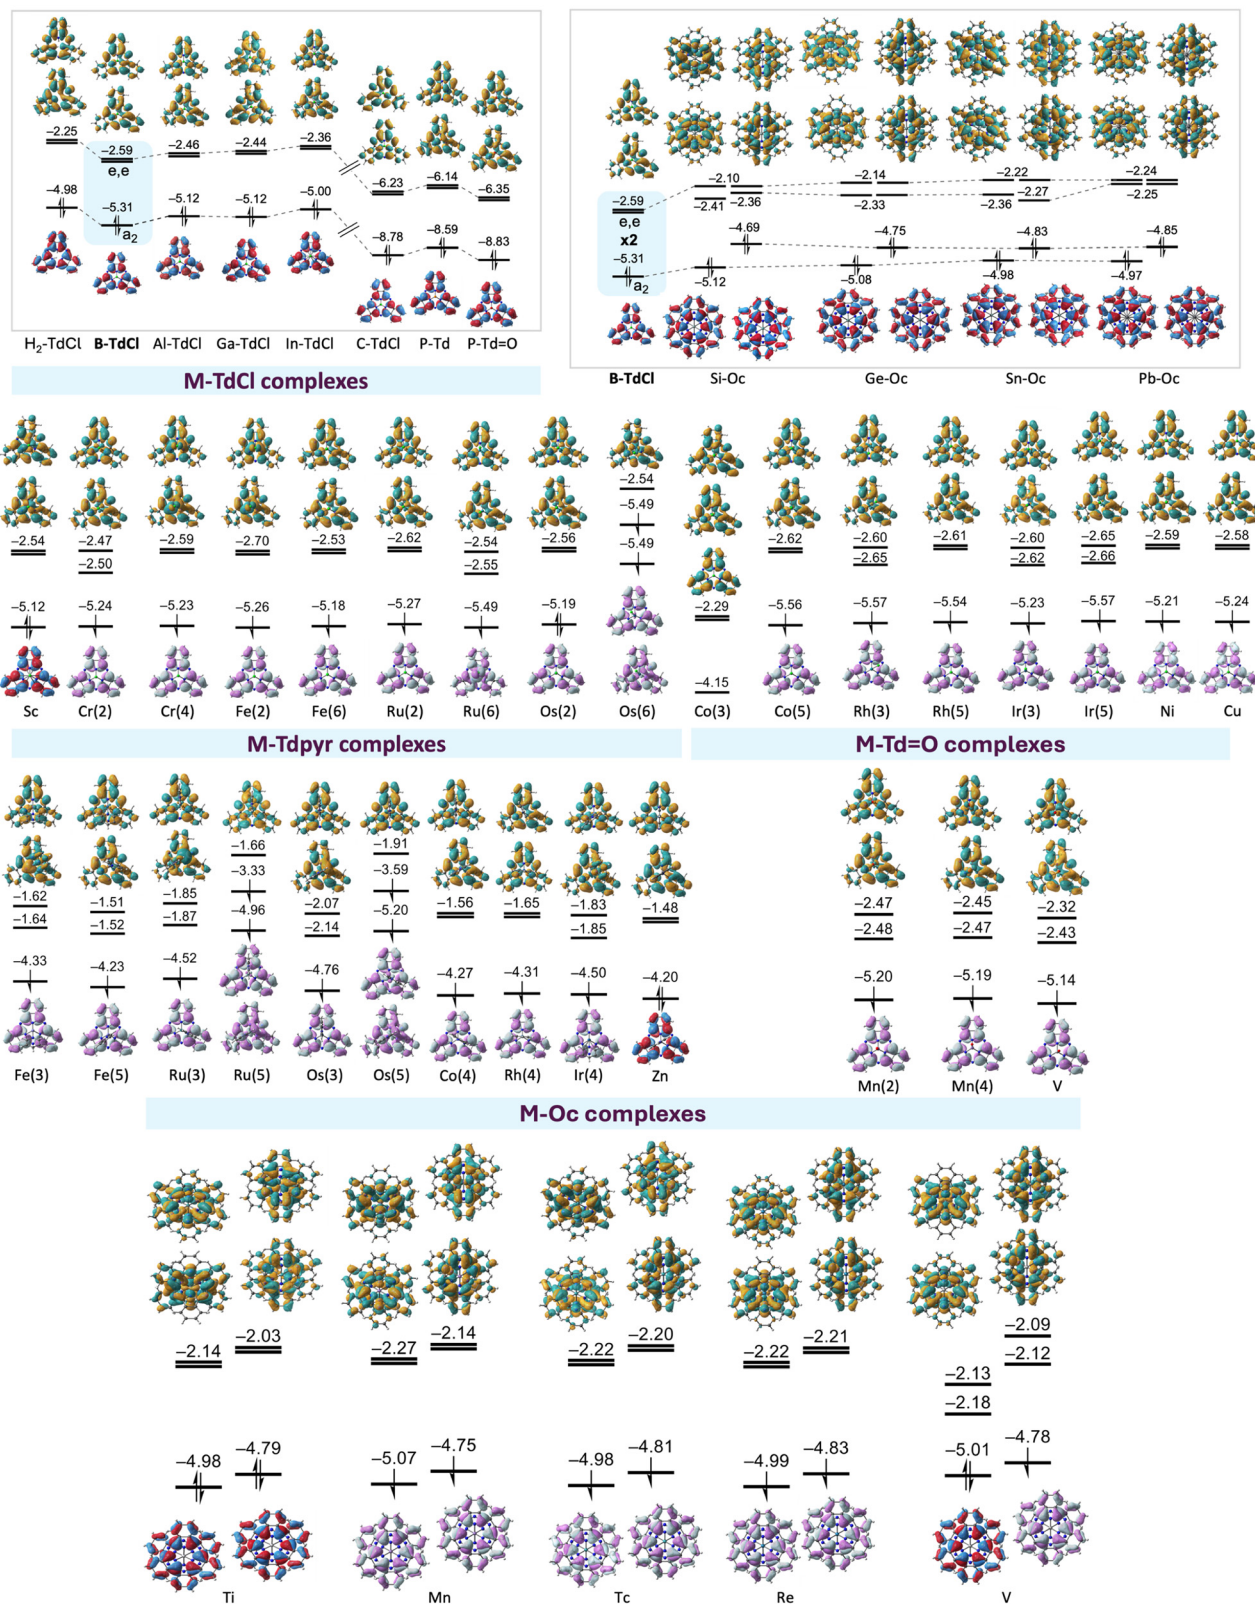 −2.25
−2.59
e,e
−2.46
−2.44
−2.36
−6.23
−6.14
−6.35
−4.98
−5.31
a2
−5.12
−5.12
−5.00
−8.78
−8.59
−8.83
H2-TdCl B-TdCl Al-TdCl Ga-TdCl In-TdCl C-TdCl P-Td P-Td=O
−2.59
e,e
x2
−5.31
a2
−2.10
−2.41
−2.36
−2.14
−2.33
−2.22
−2.36
−2.27
−2.24
−2.25
−4.69
−5.12
−4.75
−5.08
−4.83
−4.98
−4.85
−4.97
B-TdCl Si-Oc Ge-Oc Sn-Oc Pb-Oc
M-TdCl complexes
−2.54 −2.47 −2.59 −2.70 −2.53 −2.62 −2.54 −2.56 −2.54
−2.50 −2.55
−5.49
−5.49
−2.29 −2.62 −2.60 −2.61 −2.60 −2.65 −2.59 −2.58
−2.65 −2.62 −2.66
−5.12 −5.24 −5.23 −5.26 −5.18 −5.27 −5.49 −5.19
−4.15 −5.56 −5.57 −5.54 −5.23 −5.57 −5.21 −5.24
Sc Cr(2) Cr(4) Fe(2) Fe(6) Ru(2) Ru(6) Os(2) Os(6) Co(3) Co(5) Rh(3) Rh(5) Ir(3) Ir(5) Ni Cu
M-Tdpyr complexes
−1.62 −1.51 −1.85 −1.66 −2.07 −1.91 −1.56 −1.65 −1.83 −1.48
−1.64 −1.52 −1.87 −3.33 −2.14 −3.59 −1.85
−4.96 −5.20
−4.33 −4.23 −4.52 −4.76 −4.27 −4.31 −4.50 −4.20
Fe(3) Fe(5) Ru(3) Ru(5) Os(3) Os(5) Co(4) Rh(4) Ir(4) Zn
M-Td=O complexes
−2.47 −2.45 −2.32
−2.48 −2.47 −2.43
−5.20 −5.19 −5.14
Mn(2) Mn(4) V
M-Oc complexes
−2.14 −2.03 −2.27 −2.14 −2.22 −2.20 −2.22 −2.21 −2.09
−2.12
−2.13
−2.18
−4.98 −4.79 −5.07 −4.75 −4.98 −4.81 −4.99 −4.83 −5.01 −4.78
Ti Mn Tc Re V